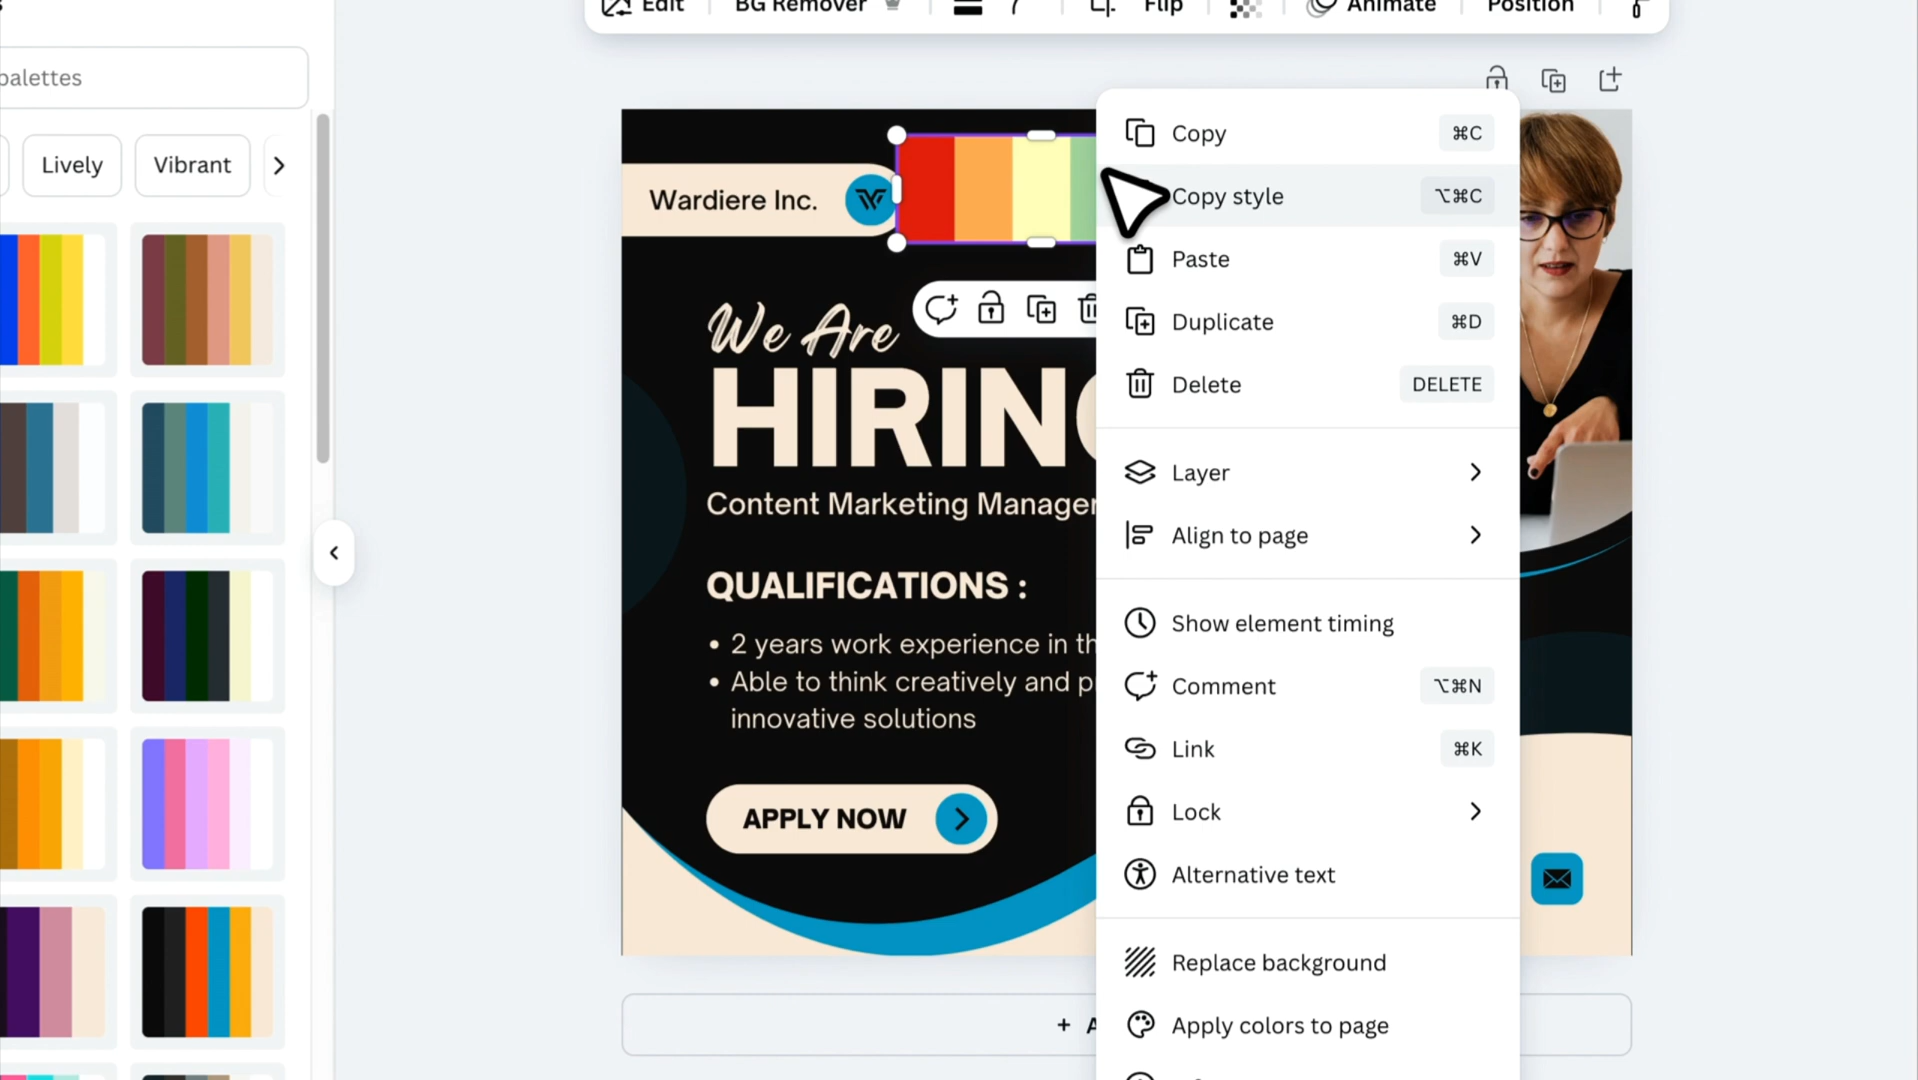 Edit
BG Remover
Flip
Animate
Position
palettes
Lively
Vibrant
Wardiere Inc.
We Are
HIRING
Content Marketing Manager
QUALIFICATIONS :
• 2 years work experience in th
• Able to think creatively and p
innovative solutions
APPLY NOW
Copy ⌘C
Copy style ⌥⌘C
Paste ⌘V
Duplicate ⌘D
Delete DELETE
Layer
Align to page
Show element timing
Comment ⌥⌘N
Link ⌘K
Lock
Alternative text
Replace background
Apply colors to page
+ A